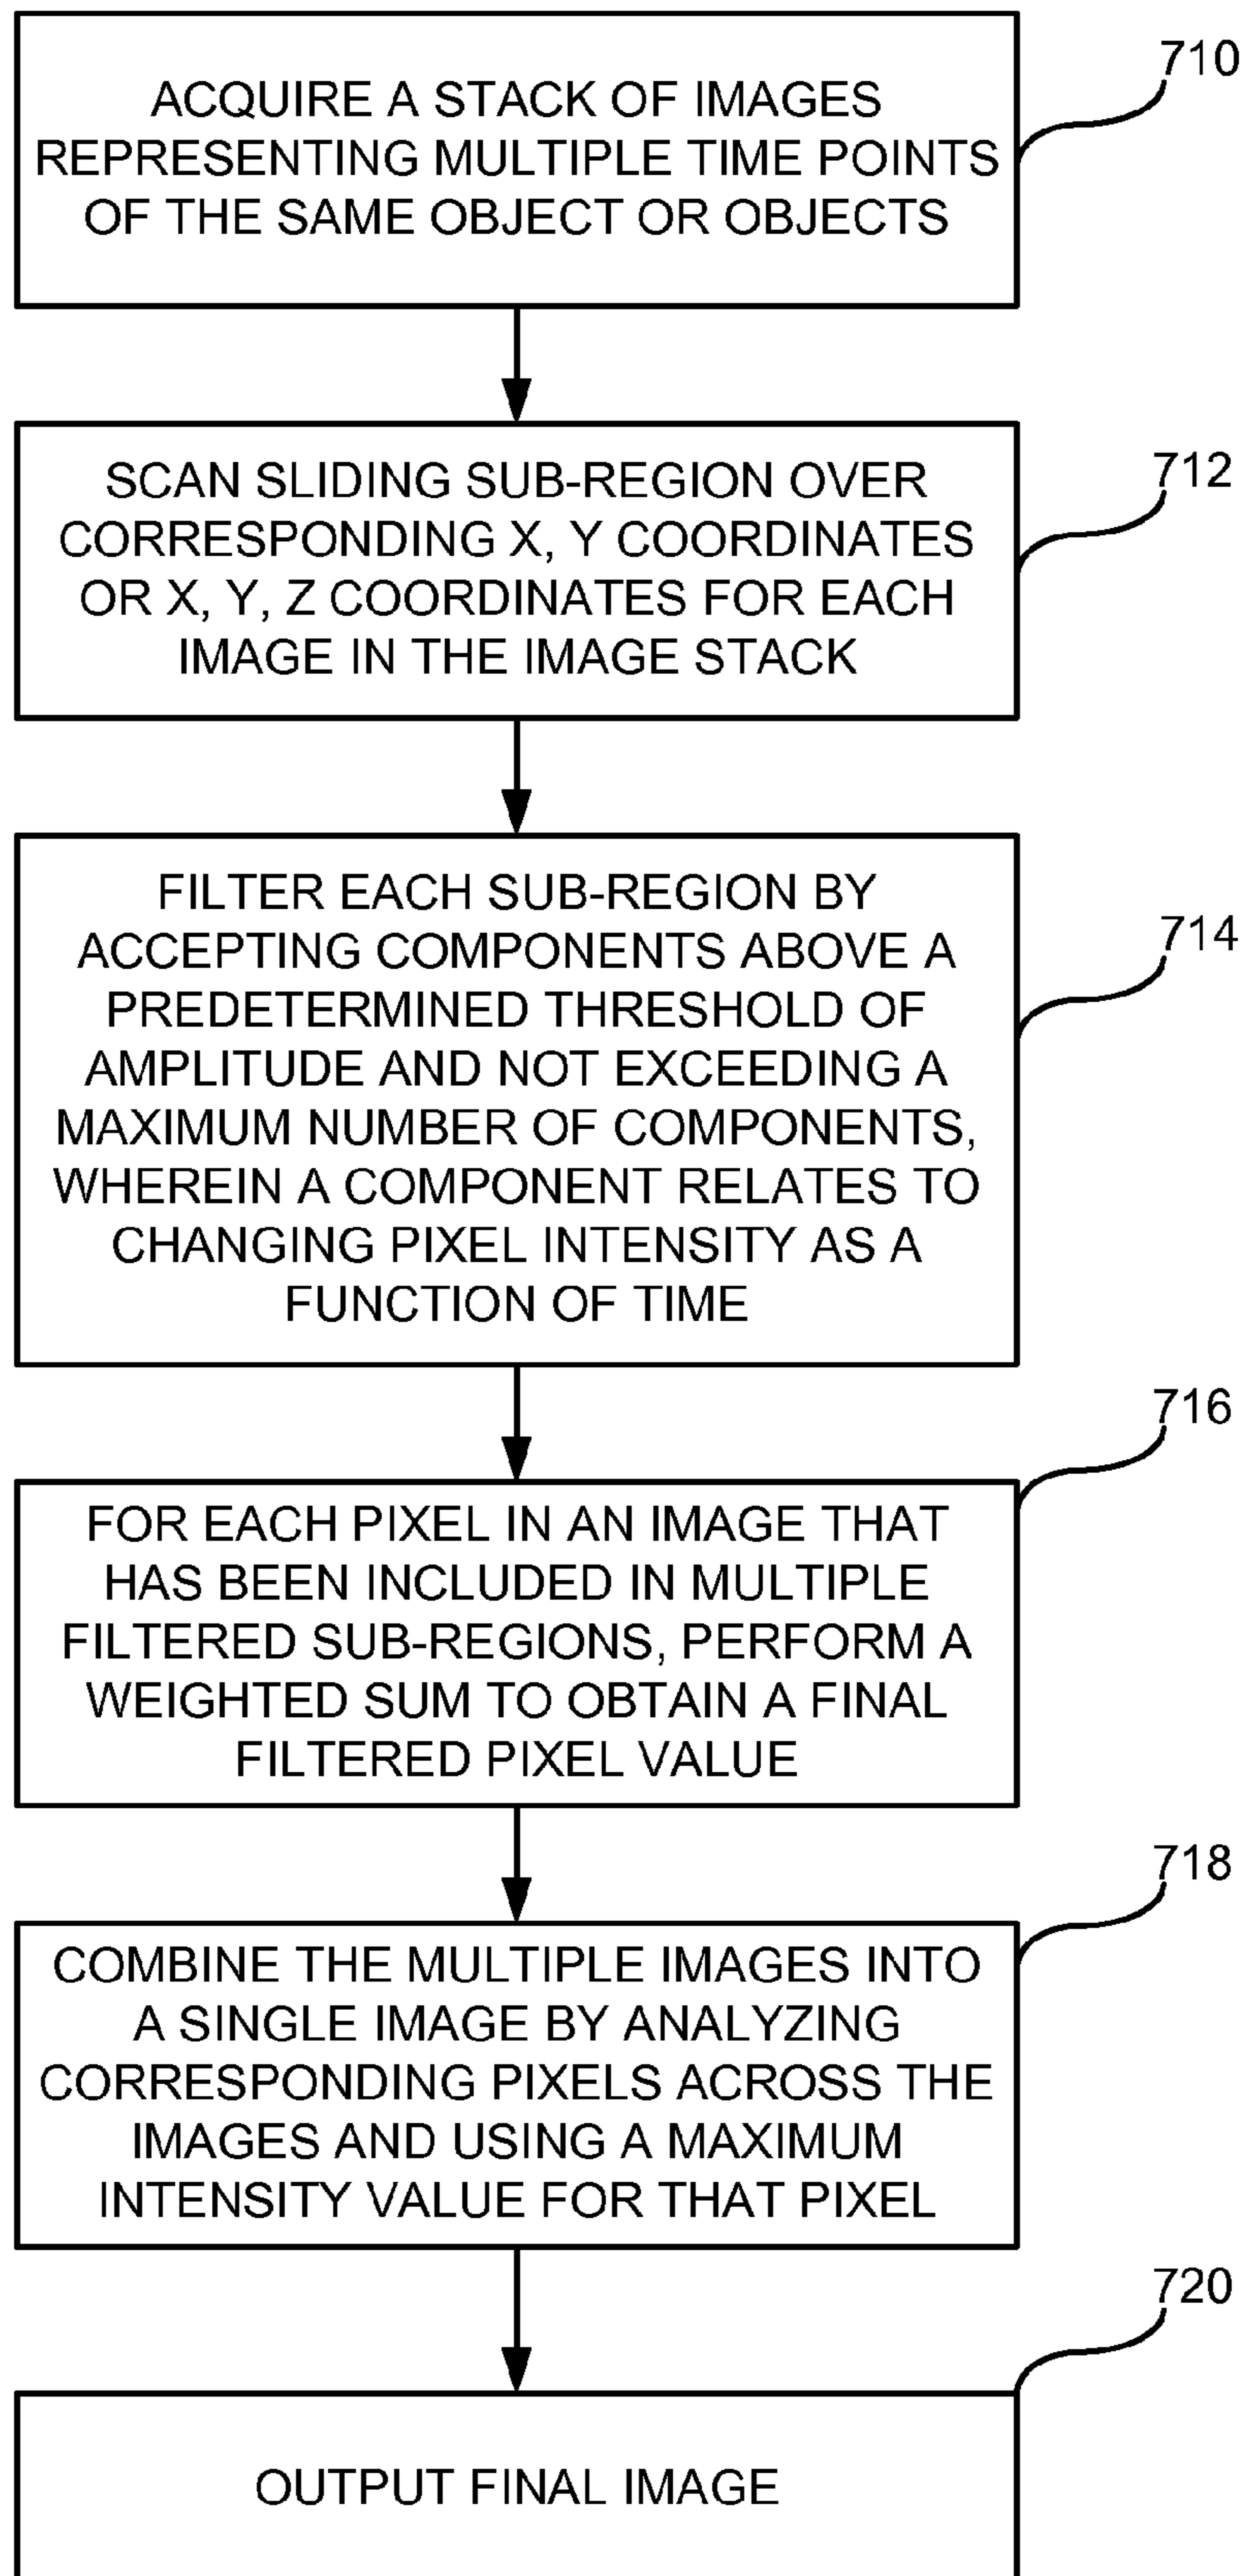 710
ACQUIRE A STACK OF IMAGES
REPRESENTING MULTIPLE TIME POINTS
OF THE SAME OBJECT OR OBJECTS
712
SCAN SLIDING SUB-REGION OVER
CORRESPONDING X, Y COORDINATES
OR X, Y, Z COORDINATES FOR EACH
IMAGE IN THE IMAGE STACK
714
FILTER EACH SUB-REGION BY
ACCEPTING COMPONENTS ABOVE A
PREDETERMINED THRESHOLD OF
AMPLITUDE AND NOT EXCEEDING A
MAXIMUM NUMBER OF COMPONENTS,
WHEREIN A COMPONENT RELATES TO
CHANGING PIXEL INTENSITY AS A
FUNCTION OF TIME
716
FOR EACH PIXEL IN AN IMAGE THAT
HAS BEEN INCLUDED IN MULTIPLE
FILTERED SUB-REGIONS, PERFORM A
WEIGHTED SUM TO OBTAIN A FINAL
FILTERED PIXEL VALUE
718
COMBINE THE MULTIPLE IMAGES INTO
A SINGLE IMAGE BY ANALYZING
CORRESPONDING PIXELS ACROSS THE
IMAGES AND USING A MAXIMUM
INTENSITY VALUE FOR THAT PIXEL
720
OUTPUT FINAL IMAGE